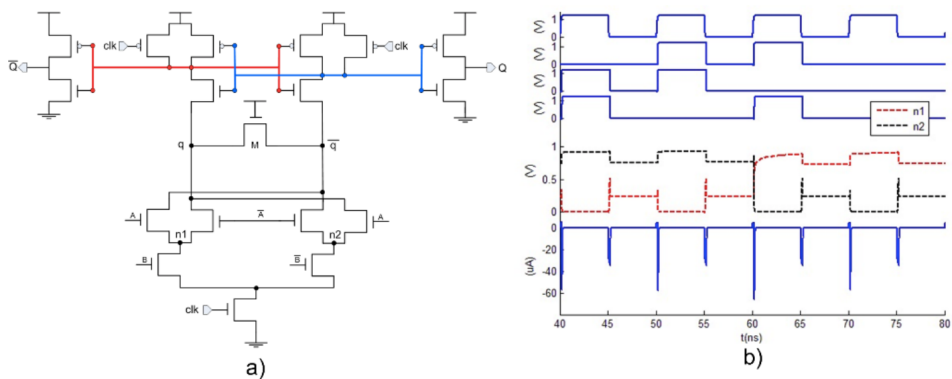 a)
clk
clk
Q̅
Q
q
M
q̅
A
A̅
A
n1
n2
B
B̅
clk
a)
b)
1
0
(V)
1
0
(V)
1
0
(V)
1
0
(V)
n1
n2
1
0.5
0
(V)
0
-20
-40
-60
(uA)
40
45
50
55
60
65
70
75
80
t(ns)
b)